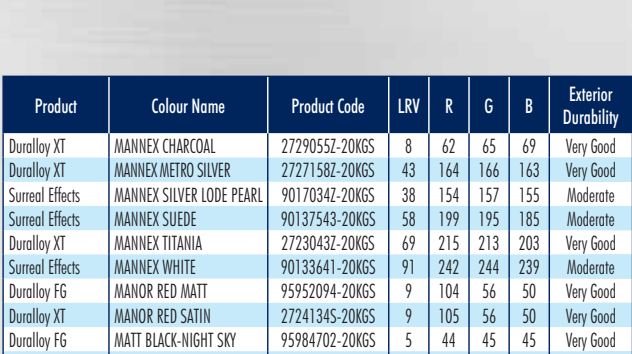 Product Colour Name Product Code LRV R G B Exterior Durability
Duralloy XT MANNEX CHARCOAL 2729055Z-20KGS 8 62 65 69 Very Good
Duralloy XT MANNEX METRO SILVER 2727158Z-20KGS 43 164 166 163 Very Good
Surreal Effects MANNEX SILVER LODE PEARL 9017034Z-20KGS 38 154 157 155 Moderate
Surreal Effects MANNEX SUEDE 90137543-20KGS 58 199 195 185 Moderate
Duralloy XT MANNEX TITANIA 2723043Z-20KGS 69 215 213 203 Very Good
Surreal Effects MANNEX WHITE 90133641-20KGS 91 242 244 239 Moderate
Duralloy FG MANOR RED MATT 95952094-20KGS 9 104 56 50 Very Good
Duralloy XT MANOR RED SATIN 2724134S-20KGS 9 105 56 50 Very Good
Duralloy FG MATT BLACK-NIGHT SKY 95984702-20KGS 5 44 45 45 Very Good